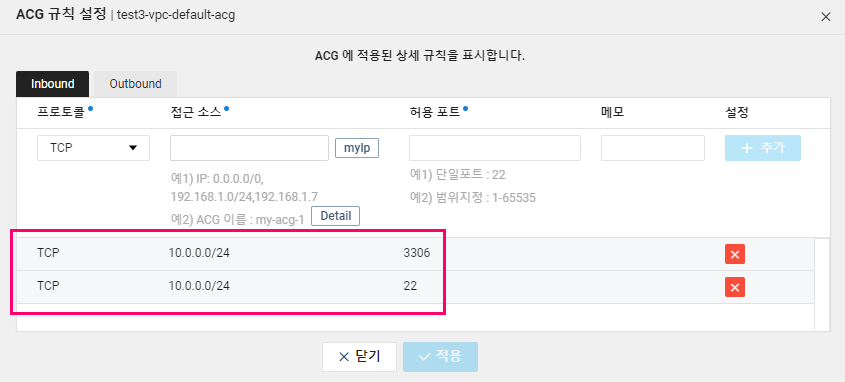 ACG 규칙 설정 | test3-vpc-default-acg
ACG 에 적용된 상세 규칙을 표시합니다.
Inbound Outbound
프로토콜 접근 소스 허용 포트 메모 설정
TCP myIp + 추가
예1) IP: 0.0.0.0/0, 예1) 단일포트 : 22
192.168.1.0/24,192.168.1.7 예2) 범위지정 : 1-65535
예2) ACG 이름 : my-acg-1 Detail
TCP 10.0.0.0/24 3306
TCP 10.0.0.0/24 22
닫기 적용